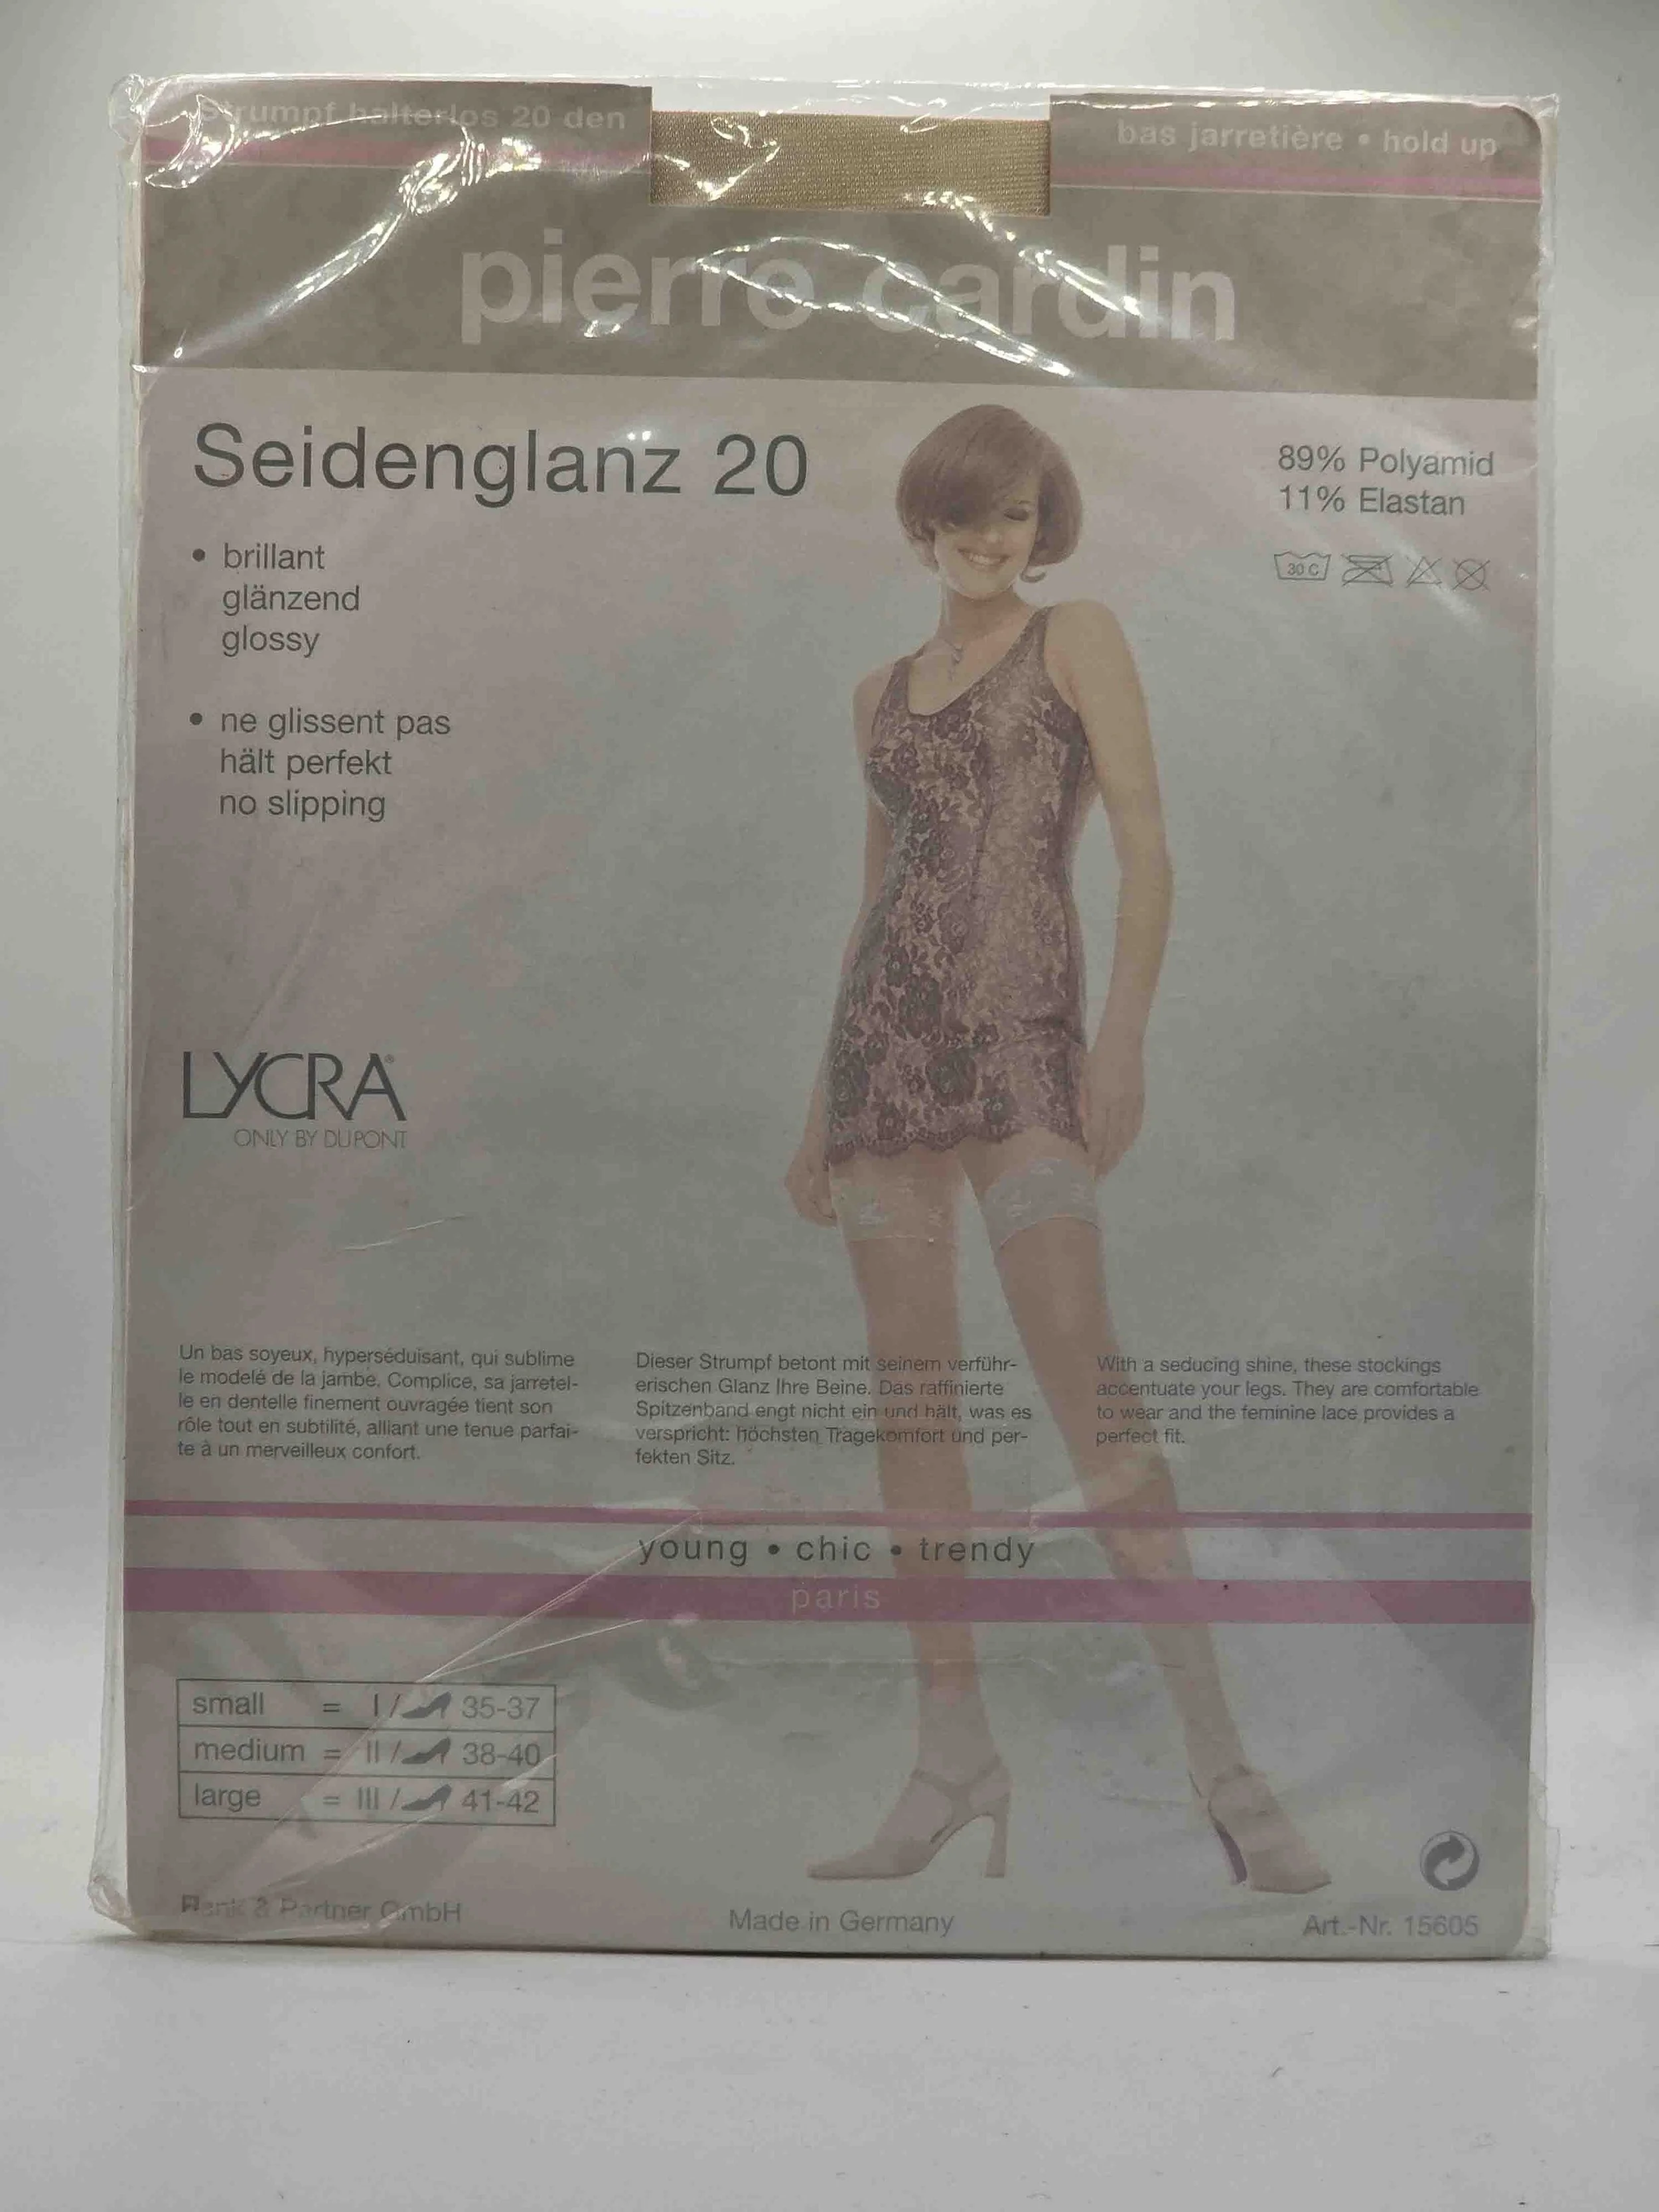 Strumpf halterlos 20 den
bas jarretière • hold up
pierre cardin
Seidenglanz 20
89% Polyamid
11% Elastan
30 C
• brillant
glänzend
glossy
• ne glissent pas
hält perfekt
no slipping
LYCRA®
ONLY BY DUPONT
Un bas soyeux, hyperséduisant, qui sublime
le modelé de la jambe. Complice, sa jarretel-
le en dentelle finement ouvragée tient son
rôle tout en subtilité, alliant une tenue parfai-
te à un merveilleux confort.
Dieser Strumpf betont mit seinem verführ-
erischen Glanz Ihre Beine. Das raffinierte
Spitzenband engt nicht ein und hält, was es
verspricht: höchsten Tragekomfort und per-
fekten Sitz.
With a seducing shine, these stockings
accentuate your legs. They are comfortable
to wear and the feminine lace provides a
perfect fit.
young • chic • trendy
paris
small = I / 35-37
medium = II / 38-40
large = III / 41-42
& Partner GmbH
Made in Germany
Art.-Nr. 15605